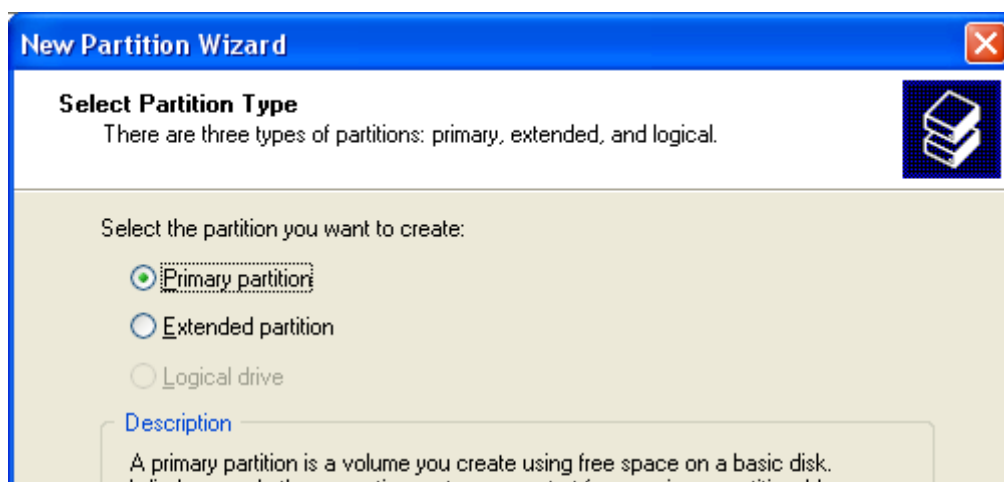 New Partition Wizard
Select Partition Type
There are three types of partitions: primary, extended, and logical.
Select the partition you want to create:
Primary partition
Extended partition
Logical drive
Description
A primary partition is a volume you create using free space on a basic disk.